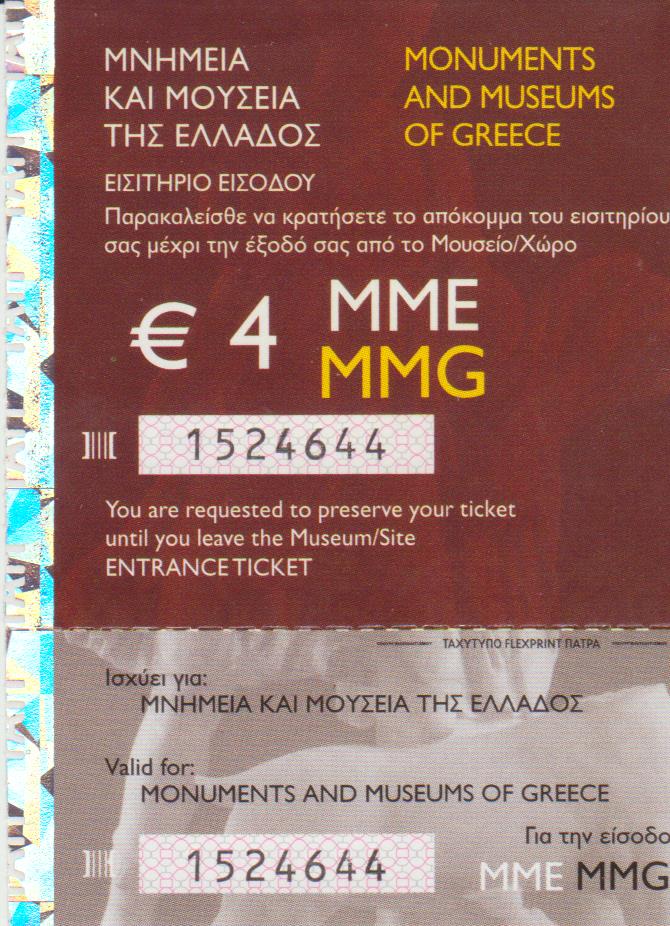 ΜΝΗΜΕΙΑ
ΚΑΙ ΜΟΥΣΕΙΑ
ΤΗΣ ΕΛΛΑΔΟΣ
MONUMENTS
AND MUSEUMS
OF GREECE
ΕΙΣΙΤΗΡΙΟ ΕΙΣΟΔΟΥ
Παρακαλείσθε να κρατήσετε το απόκομμα του εισιτηρίου
σας μέχρι την έξοδό σας από το Μουσείο/Χώρο
€ 4
ΜΜΕ
MMG
1524644
You are requested to preserve your ticket
until you leave the Museum/Site
ENTRANCE TICKET
ΤΑΧΥΤΥΠΟ FLEXPRINT ΠΑΤΡΑ
Ισχύει για:
ΜΝΗΜΕΙΑ ΚΑΙ ΜΟΥΣΕΙΑ ΤΗΣ ΕΛΛΑΔΟΣ
Valid for:
MONUMENTS AND MUSEUMS OF GREECE
Για την είσοδο
1524644
ΜΜΕ MMG